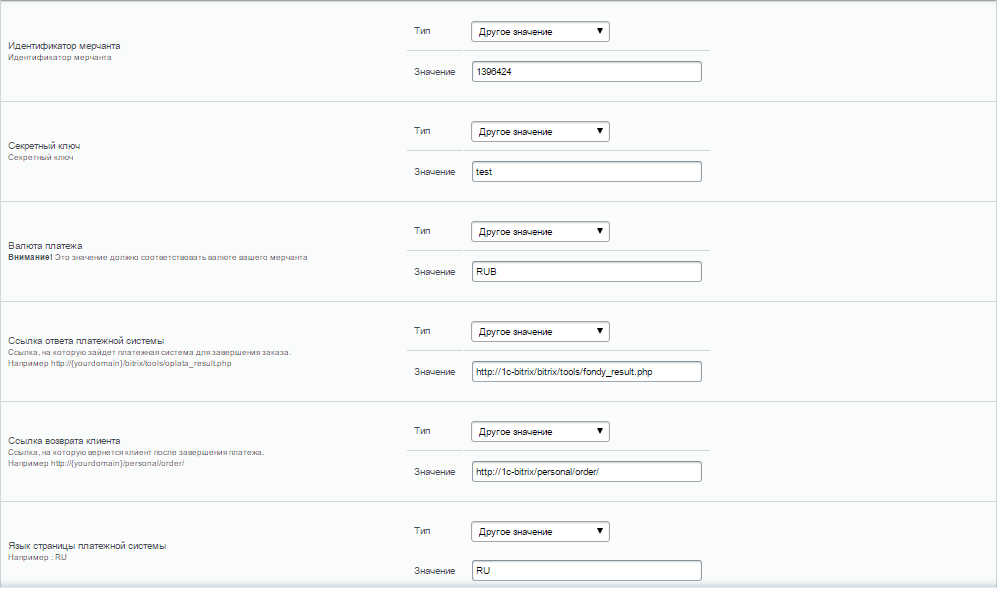 Тип
Другое значение
Идентификатор мерчанта
Идентификатор мерчанта
Значение
1396424
Тип
Другое значение
Секретный ключ
Секретный ключ
Значение
test
Тип
Другое значение
Валюта платежа
Внимание! Это значение должно соответствовать валюте вашего мерчанта
Значение
RUB
Тип
Другое значение
Ссылка ответа платежной системы
Ссылка, на которую зайдет платежная система для завершения заказа.
Например http://{yourdomain}/bitrix/tools/oplata_result.php
Значение
http://1c-bitrix/bitrix/tools/fondy_result.php
Тип
Другое значение
Ссылка возврата клиента
Ссылка, на которую вернется клиент после завершения платежа.
Например http://{yourdomain}/personal/order/
Значение
http://1c-bitrix/personal/order/
Тип
Другое значение
Язык страницы платежной системы
Например : RU
Значение
RU